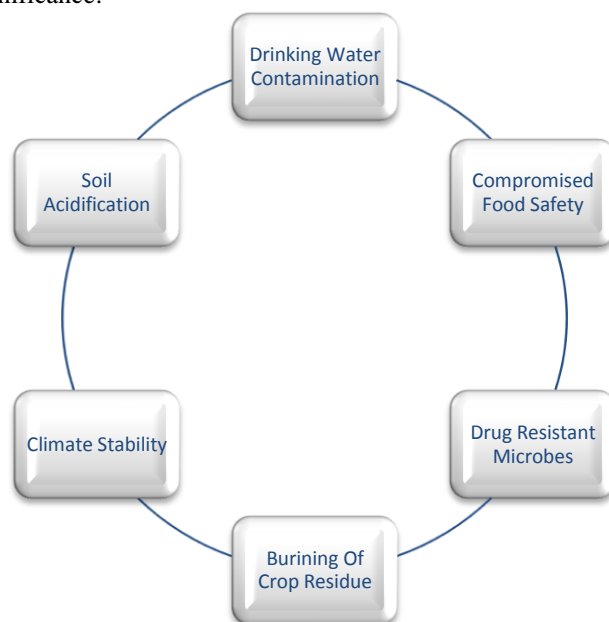 nificance.
Drinking Water
Contamination
Compromised
Food Safety
Drug Resistant
Microbes
Burining Of
Crop Residue
Climate Stability
Soil
Acidification